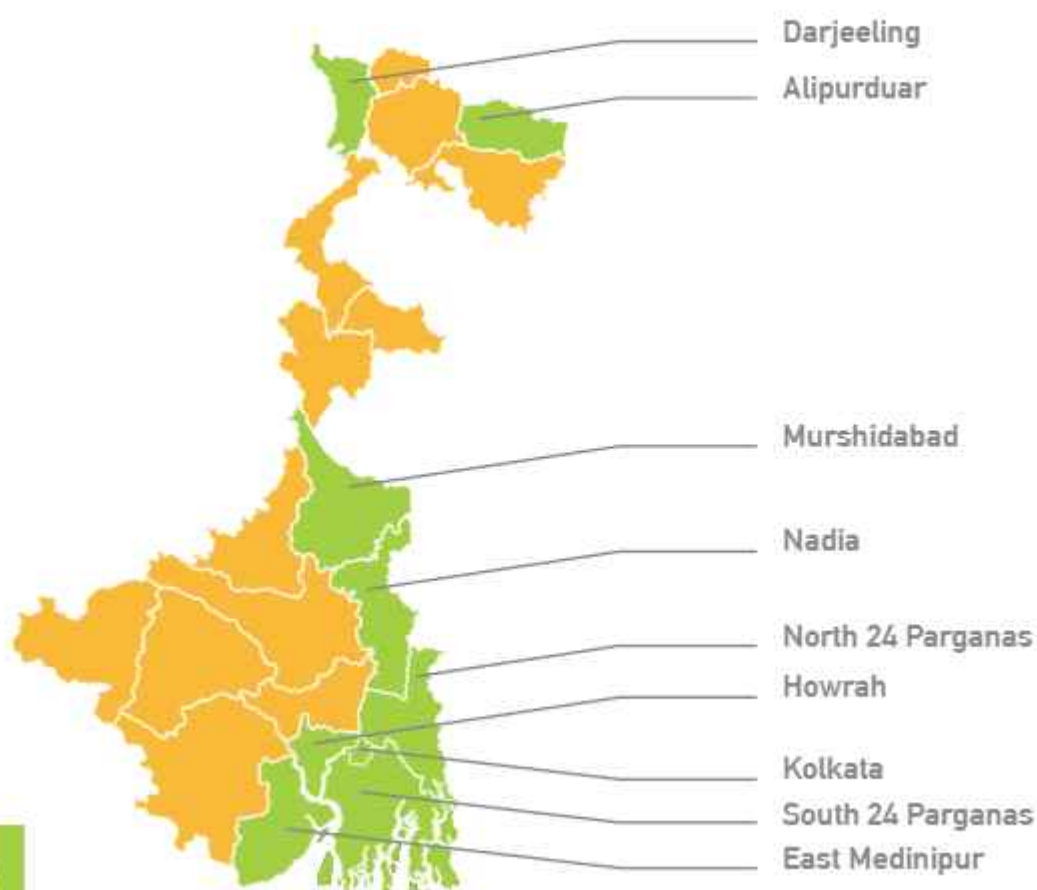 Darjeeling
Alipurduar
Murshidabad
Nadia
North 24 Parganas
Howrah
Kolkata
South 24 Parganas
East Medinipur